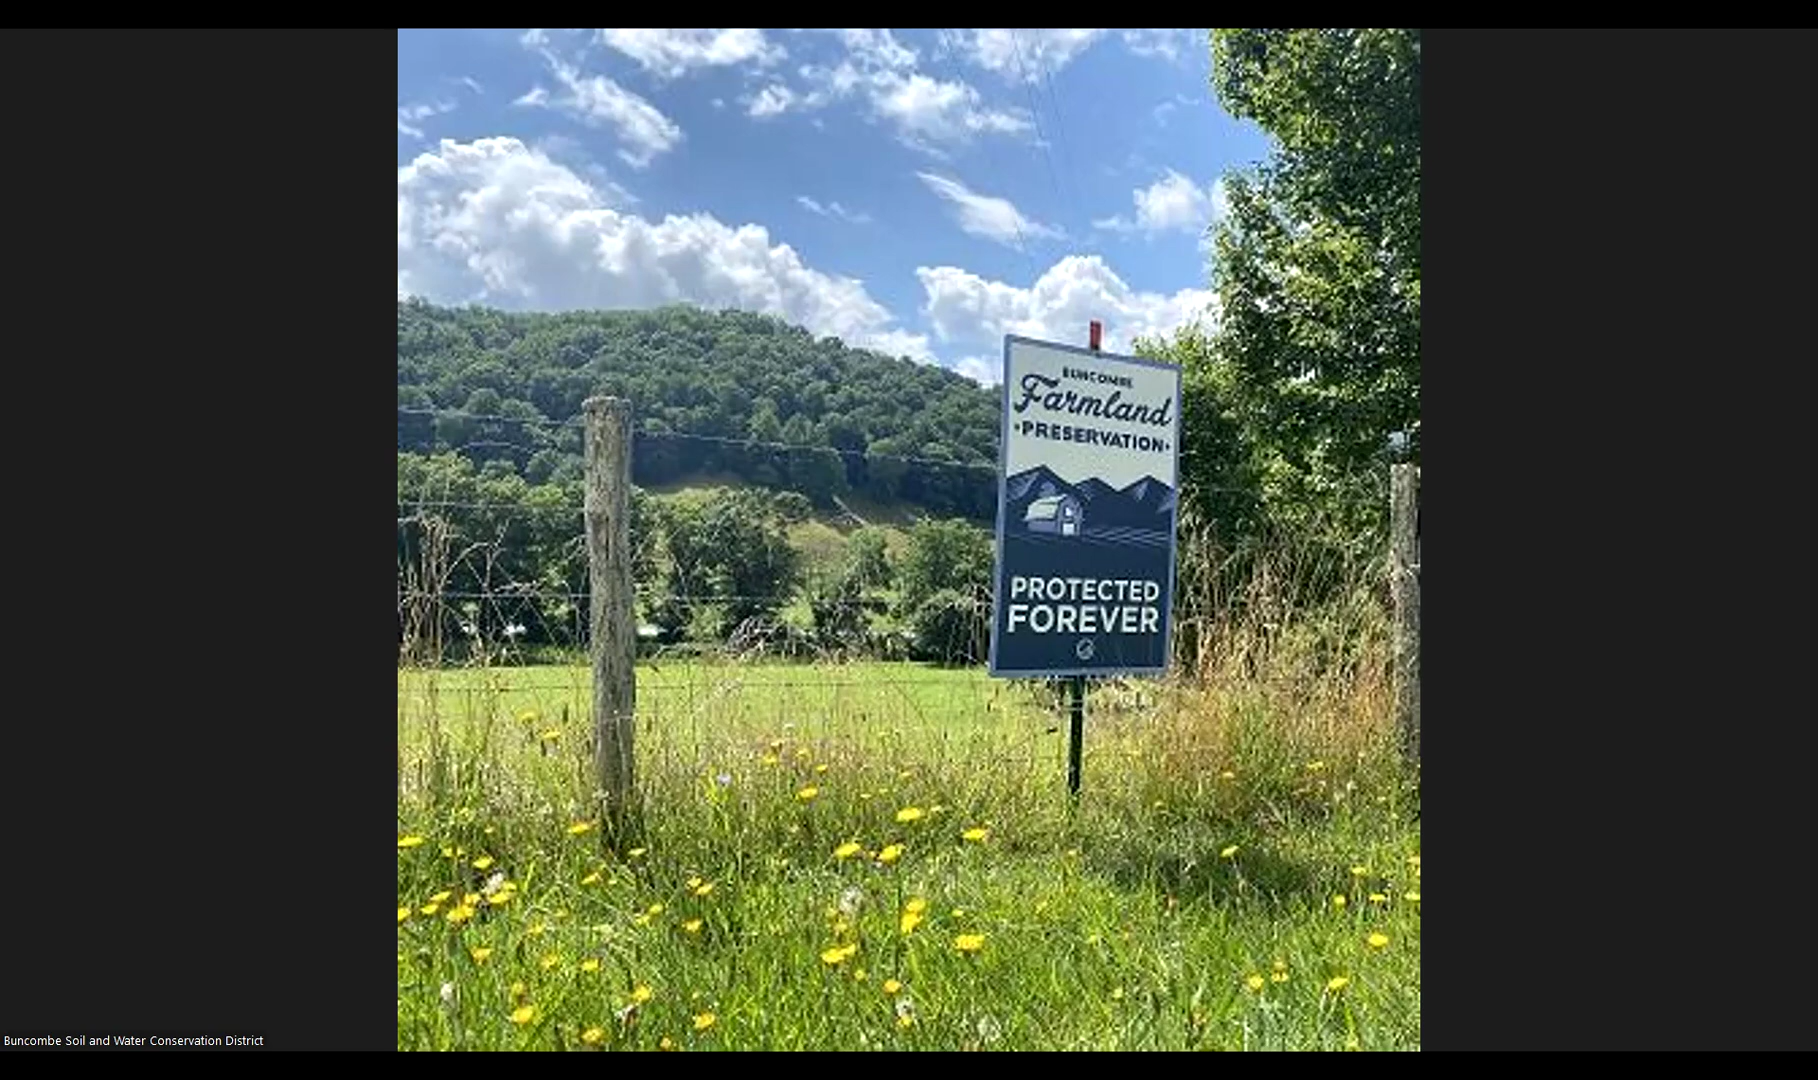 BUNCOMBE
Farmland
•PRESERVATION•
PROTECTED
FOREVER
Buncombe Soil and Water Conservation District